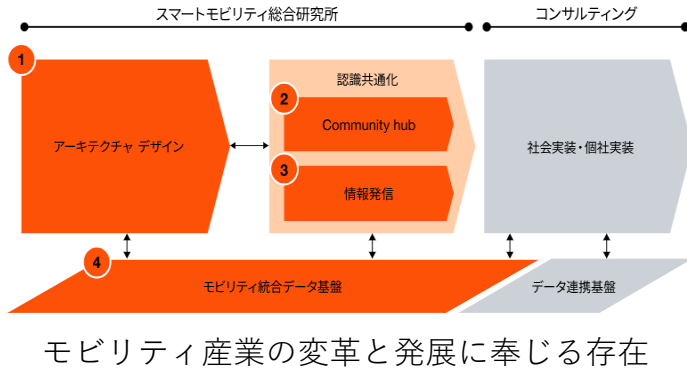 スマートモビリティ総合研究所
コンサルティング
1
アーキテクチャ デザイン
認識共通化
2
Community hub
3
情報発信
社会実装・個社実装
4
モビリティ統合データ基盤
データ連携基盤
モビリティ産業の変革と発展に奉じる存在